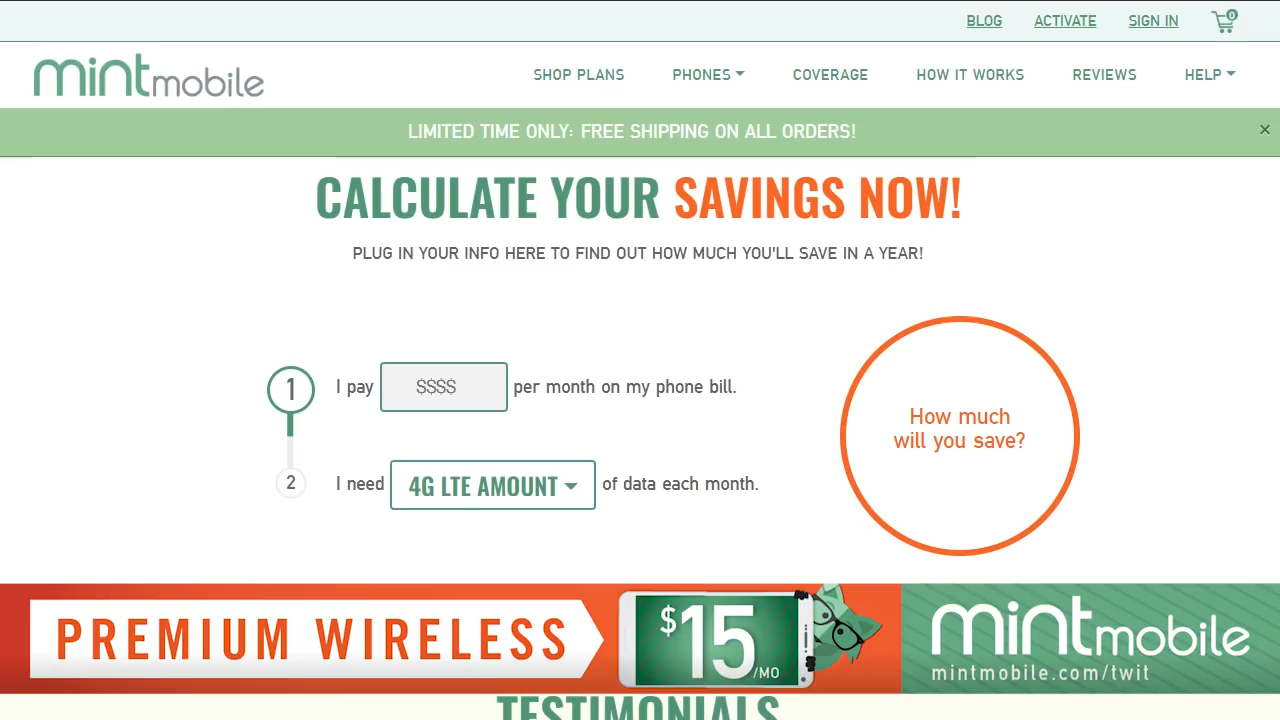 BLOG ACTIVATE SIGN IN 0
mintmobile SHOP PLANS PHONES COVERAGE HOW IT WORKS REVIEWS HELP
LIMITED TIME ONLY: FREE SHIPPING ON ALL ORDERS!
CALCULATE YOUR SAVINGS NOW!
PLUG IN YOUR INFO HERE TO FIND OUT HOW MUCH YOU'LL SAVE IN A YEAR!
1 I pay $$$$ per month on my phone bill.
2 I need 4G LTE AMOUNT of data each month.
How much
will you save?
PREMIUM WIRELESS
$15/MO
mintmobile
mintmobile.com/twit
TESTIMONIALS